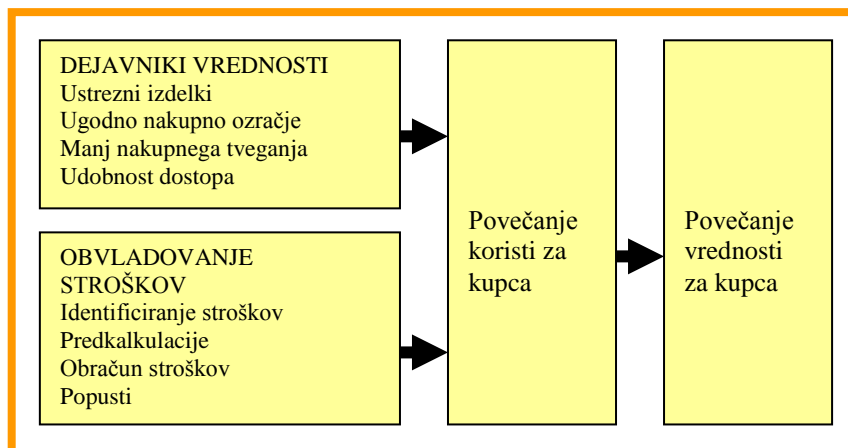 DEJAVNIKI VREDNOSTI
Ustrezni izdelki
Ugodno nakupno ozračje
Manj nakupnega tveganja
Udobnost dostopa
OBVLADOVANJE
STROŠKOV
Identificiranje stroškov
Predkalkulacije
Obračun stroškov
Popusti
Povečanje
koristi za
kupca
Povečanje
vrednosti
za kupca